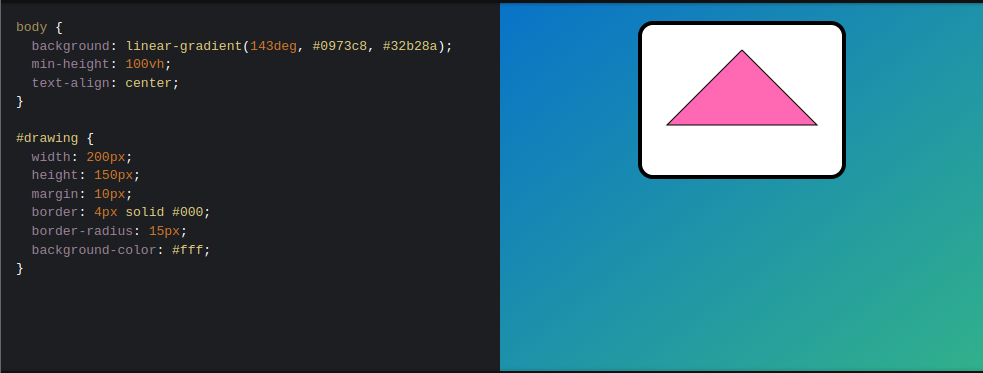 body {
  background: linear-gradient(143deg, #0973c8, #32b28a);
  min-height: 100vh;
  text-align: center;
}

#drawing {
  width: 200px;
  height: 150px;
  margin: 10px;
  border: 4px solid #000;
  border-radius: 15px;
  background-color: #fff;
}